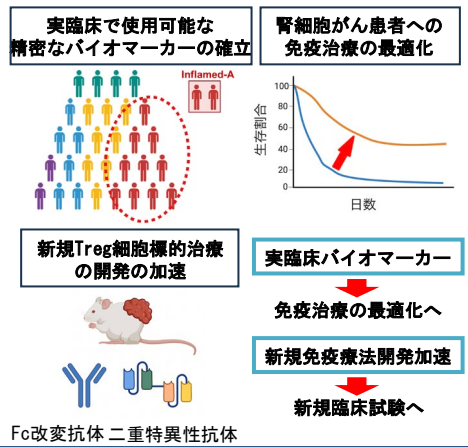 実臨床で使用可能な
精密なバイオマーカーの確立
Inflamed-A
腎細胞がん患者への
免疫治療の最適化
生存割合
100
80
60
40
20
0
日数
新規Treg細胞標的治療
の開発の加速
Fc改変抗体 二重特異性抗体
実臨床バイオマーカー
免疫治療の最適化へ
新規免疫療法開発加速
新規臨床試験へ